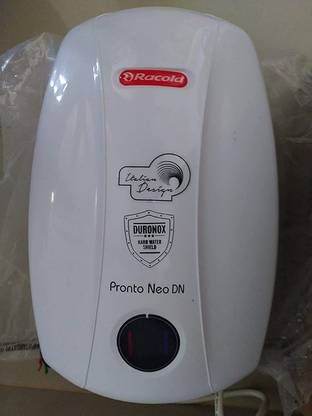 Racold
Italian
Design
DURONOX
HARD WATER
SHIELD
Pronto Neo DN